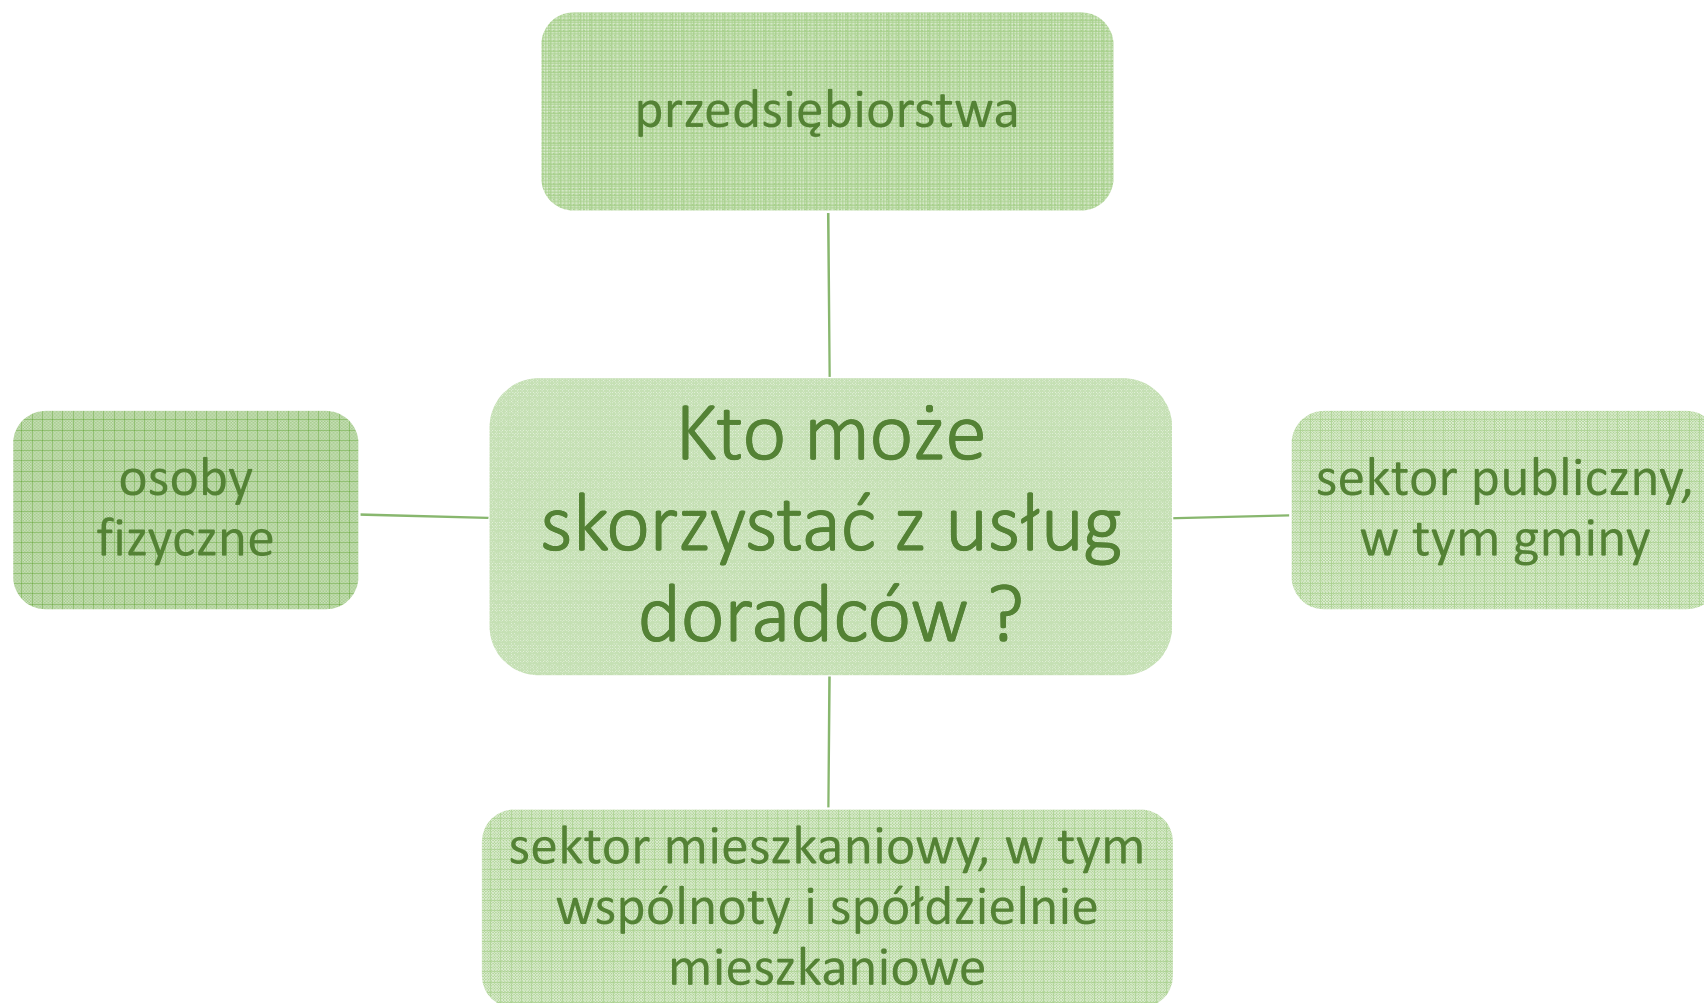 przedsiębiorstwa
osoby
fizyczne
Kto może
skorzystać z usług
doradców ?
sektor publiczny,
w tym gminy
sektor mieszkaniowy, w tym
wspólnoty i spółdzielnie
mieszkaniowe